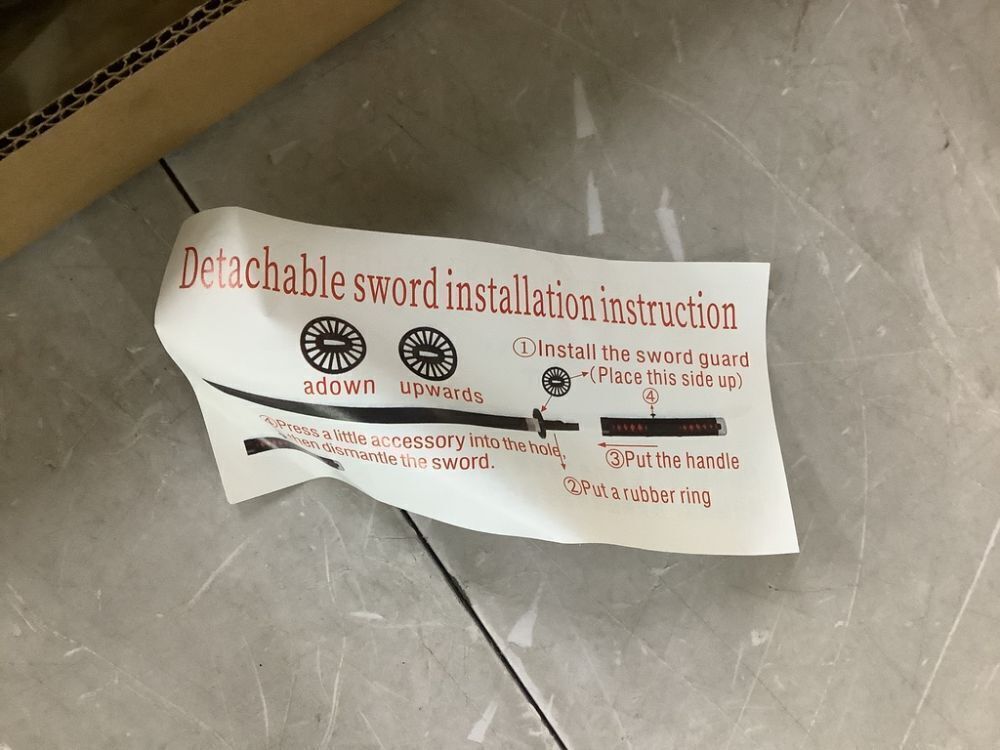 Detachable sword installation instruction
adown upwards
①Install the sword guard
(Place this side up)
④
④Press a little accessory into the hole,
then dismantle the sword.
③Put the handle
②Put a rubber ring